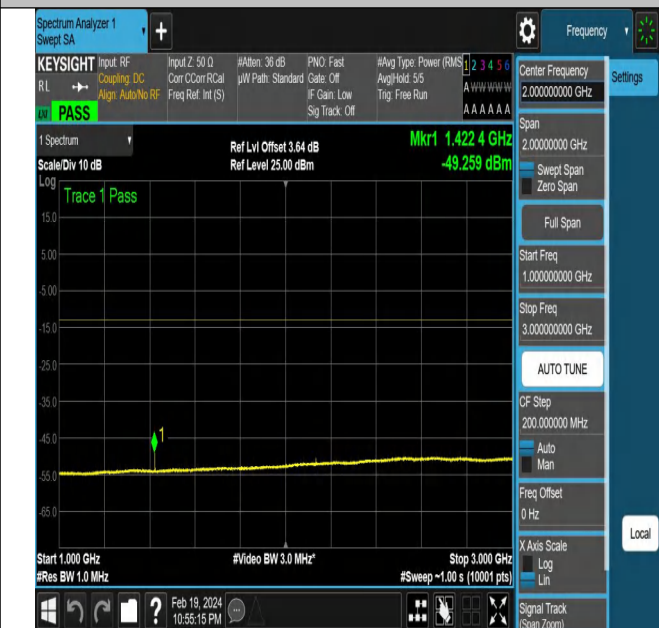 Spectrum Analyzer 1
Swept SA
+
Frequency
KEYSIGHT
RL
PASS
Input: RF
Coupling: DC
Align: Auto/No RF
Input Z: 50 Ω
Corr CCorr RCal
Freq Ref: Int (S)
#Atten: 36 dB
µW Path: Standard
PNO: Fast
Gate: Off
IF Gain: Low
Sig Track: Off
#Avg Type: Power (RMS
Avg|Hold: 5/5
Trig: Free Run
1 2 3 4 5 6
A W W W W W
A A A A A A
1 Spectrum
Scale/Div 10 dB
Ref Lvl Offset 3.64 dB
Ref Level 25.00 dBm
Mkr1 1.422 4 GHz
-49.259 dBm
Log
Trace 1 Pass
15.0
5.00
-5.00
-15.0
-25.0
-35.0
-45.0
-55.0
-65.0
1
Start 1.000 GHz
#Res BW 1.0 MHz
#Video BW 3.0 MHz*
Stop 3.000 GHz
#Sweep ~1.00 s (10001 pts)
?
Feb 19, 2024
10:55:15 PM
Center Frequency
2.000000000 GHz
Span
2.00000000 GHz
Swept Span
Zero Span
Full Span
Start Freq
1.000000000 GHz
Stop Freq
3.000000000 GHz
AUTO TUNE
CF Step
200.000000 MHz
Auto
Man
Freq Offset
0 Hz
X Axis Scale
Log
Lin
Signal Track
(Span Zoom)
Settings
Local